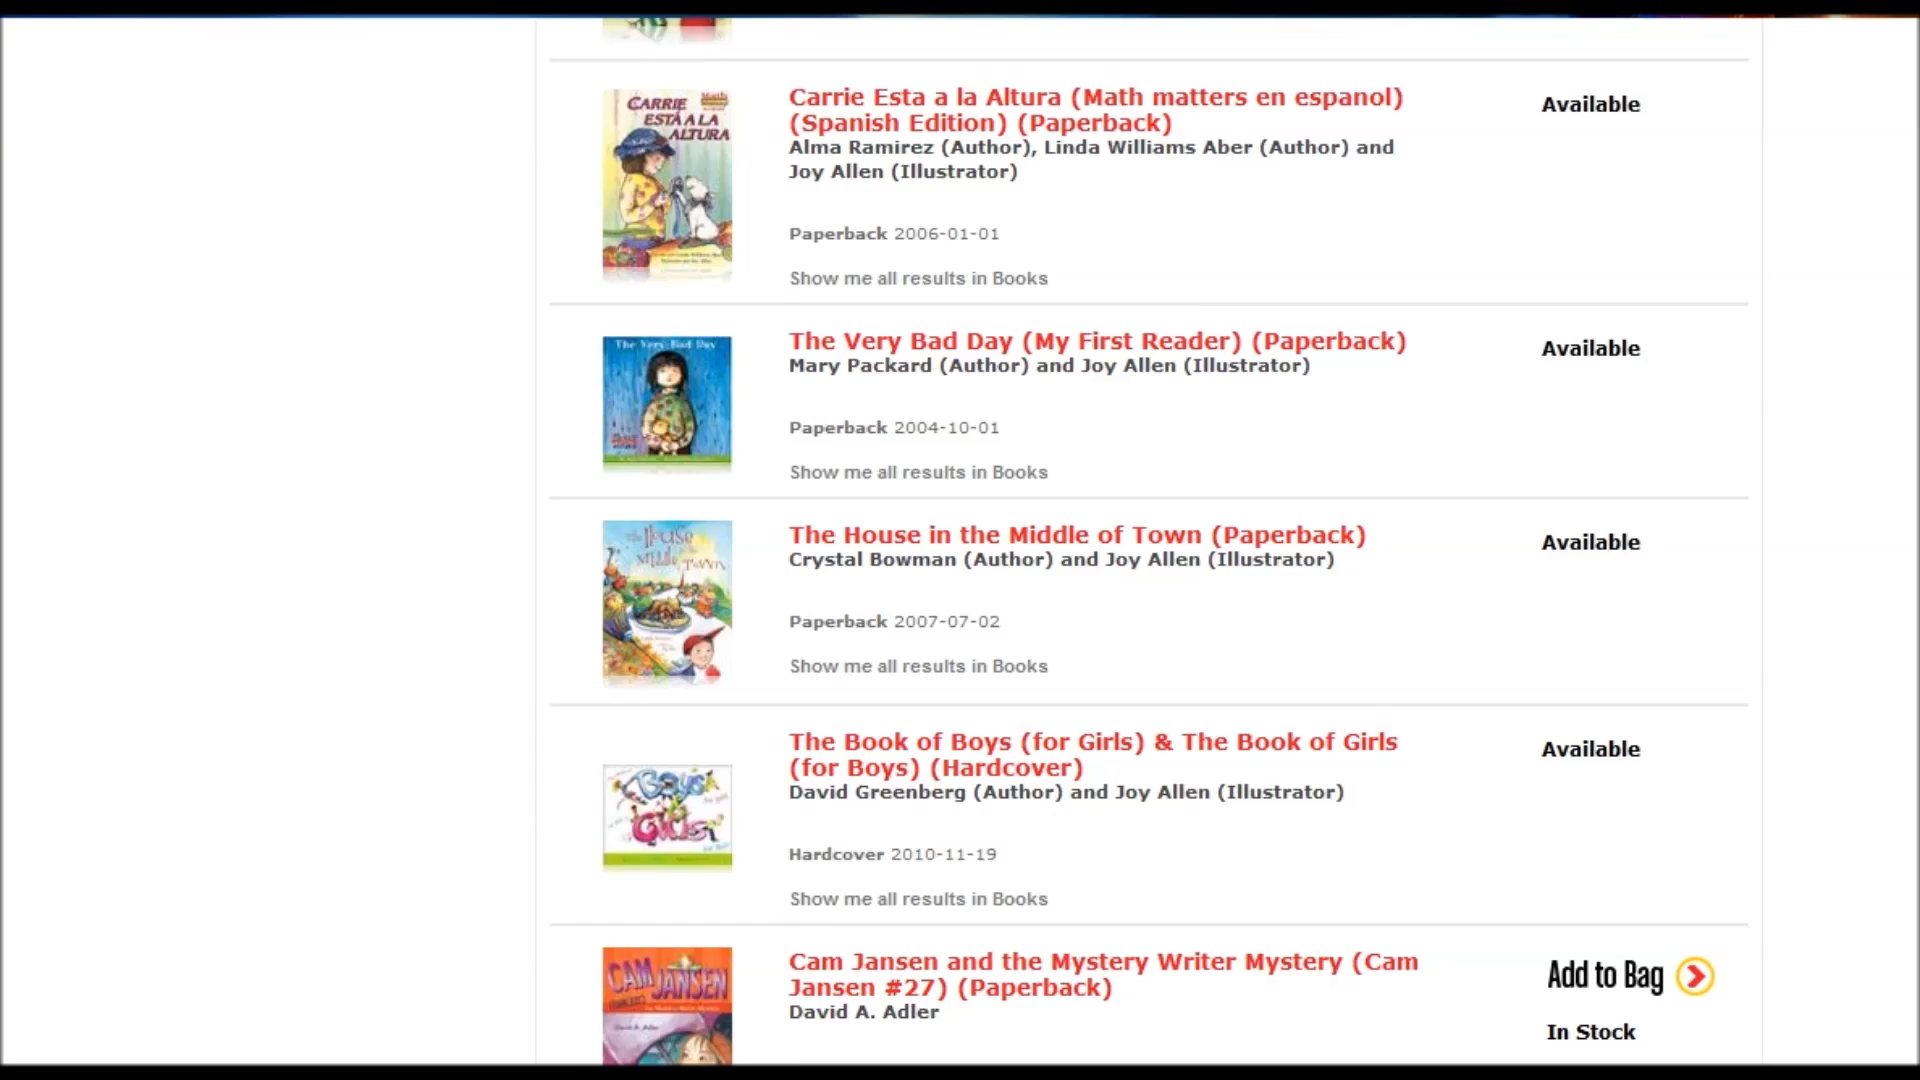 CARRIE
ESTÁ A LA
ALTURA
Carrie Esta a la Altura (Math matters en espanol)
(Spanish Edition) (Paperback)
Alma Ramirez (Author), Linda Williams Aber (Author) and
Joy Allen (Illustrator)
Available
Paperback 2006-01-01
Show me all results in Books
The Very Bad Day
The Very Bad Day (My First Reader) (Paperback)
Mary Packard (Author) and Joy Allen (Illustrator)
Available
Paperback 2004-10-01
Show me all results in Books
The House
Middle Town
The House in the Middle of Town (Paperback)
Crystal Bowman (Author) and Joy Allen (Illustrator)
Available
Paperback 2007-07-02
Show me all results in Books
Boys
Girls
The Book of Boys (for Girls) & The Book of Girls
(for Boys) (Hardcover)
David Greenberg (Author) and Joy Allen (Illustrator)
Available
Hardcover 2010-11-19
Show me all results in Books
CAM JANSEN
David A. Adler
Cam Jansen and the Mystery Writer Mystery (Cam
Jansen #27) (Paperback)
David A. Adler
Add to Bag
In Stock